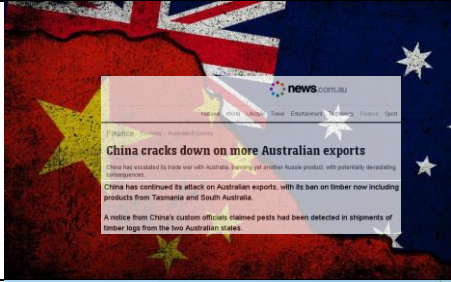 news.com.au
National World Lifestyle Travel Entertainment Technology Finance Sport
Finance Economy Australian Economy
China cracks down on more Australian exports
China has escalated its trade war with Australia, banning yet another Aussie product, with potentially devastating
consequences.
China has continued its attack on Australian exports, with its ban on timber now including
products from Tasmania and South Australia.
A notice from China's custom officials claimed pests had been detected in shipments of
timber logs from the two Australian states.